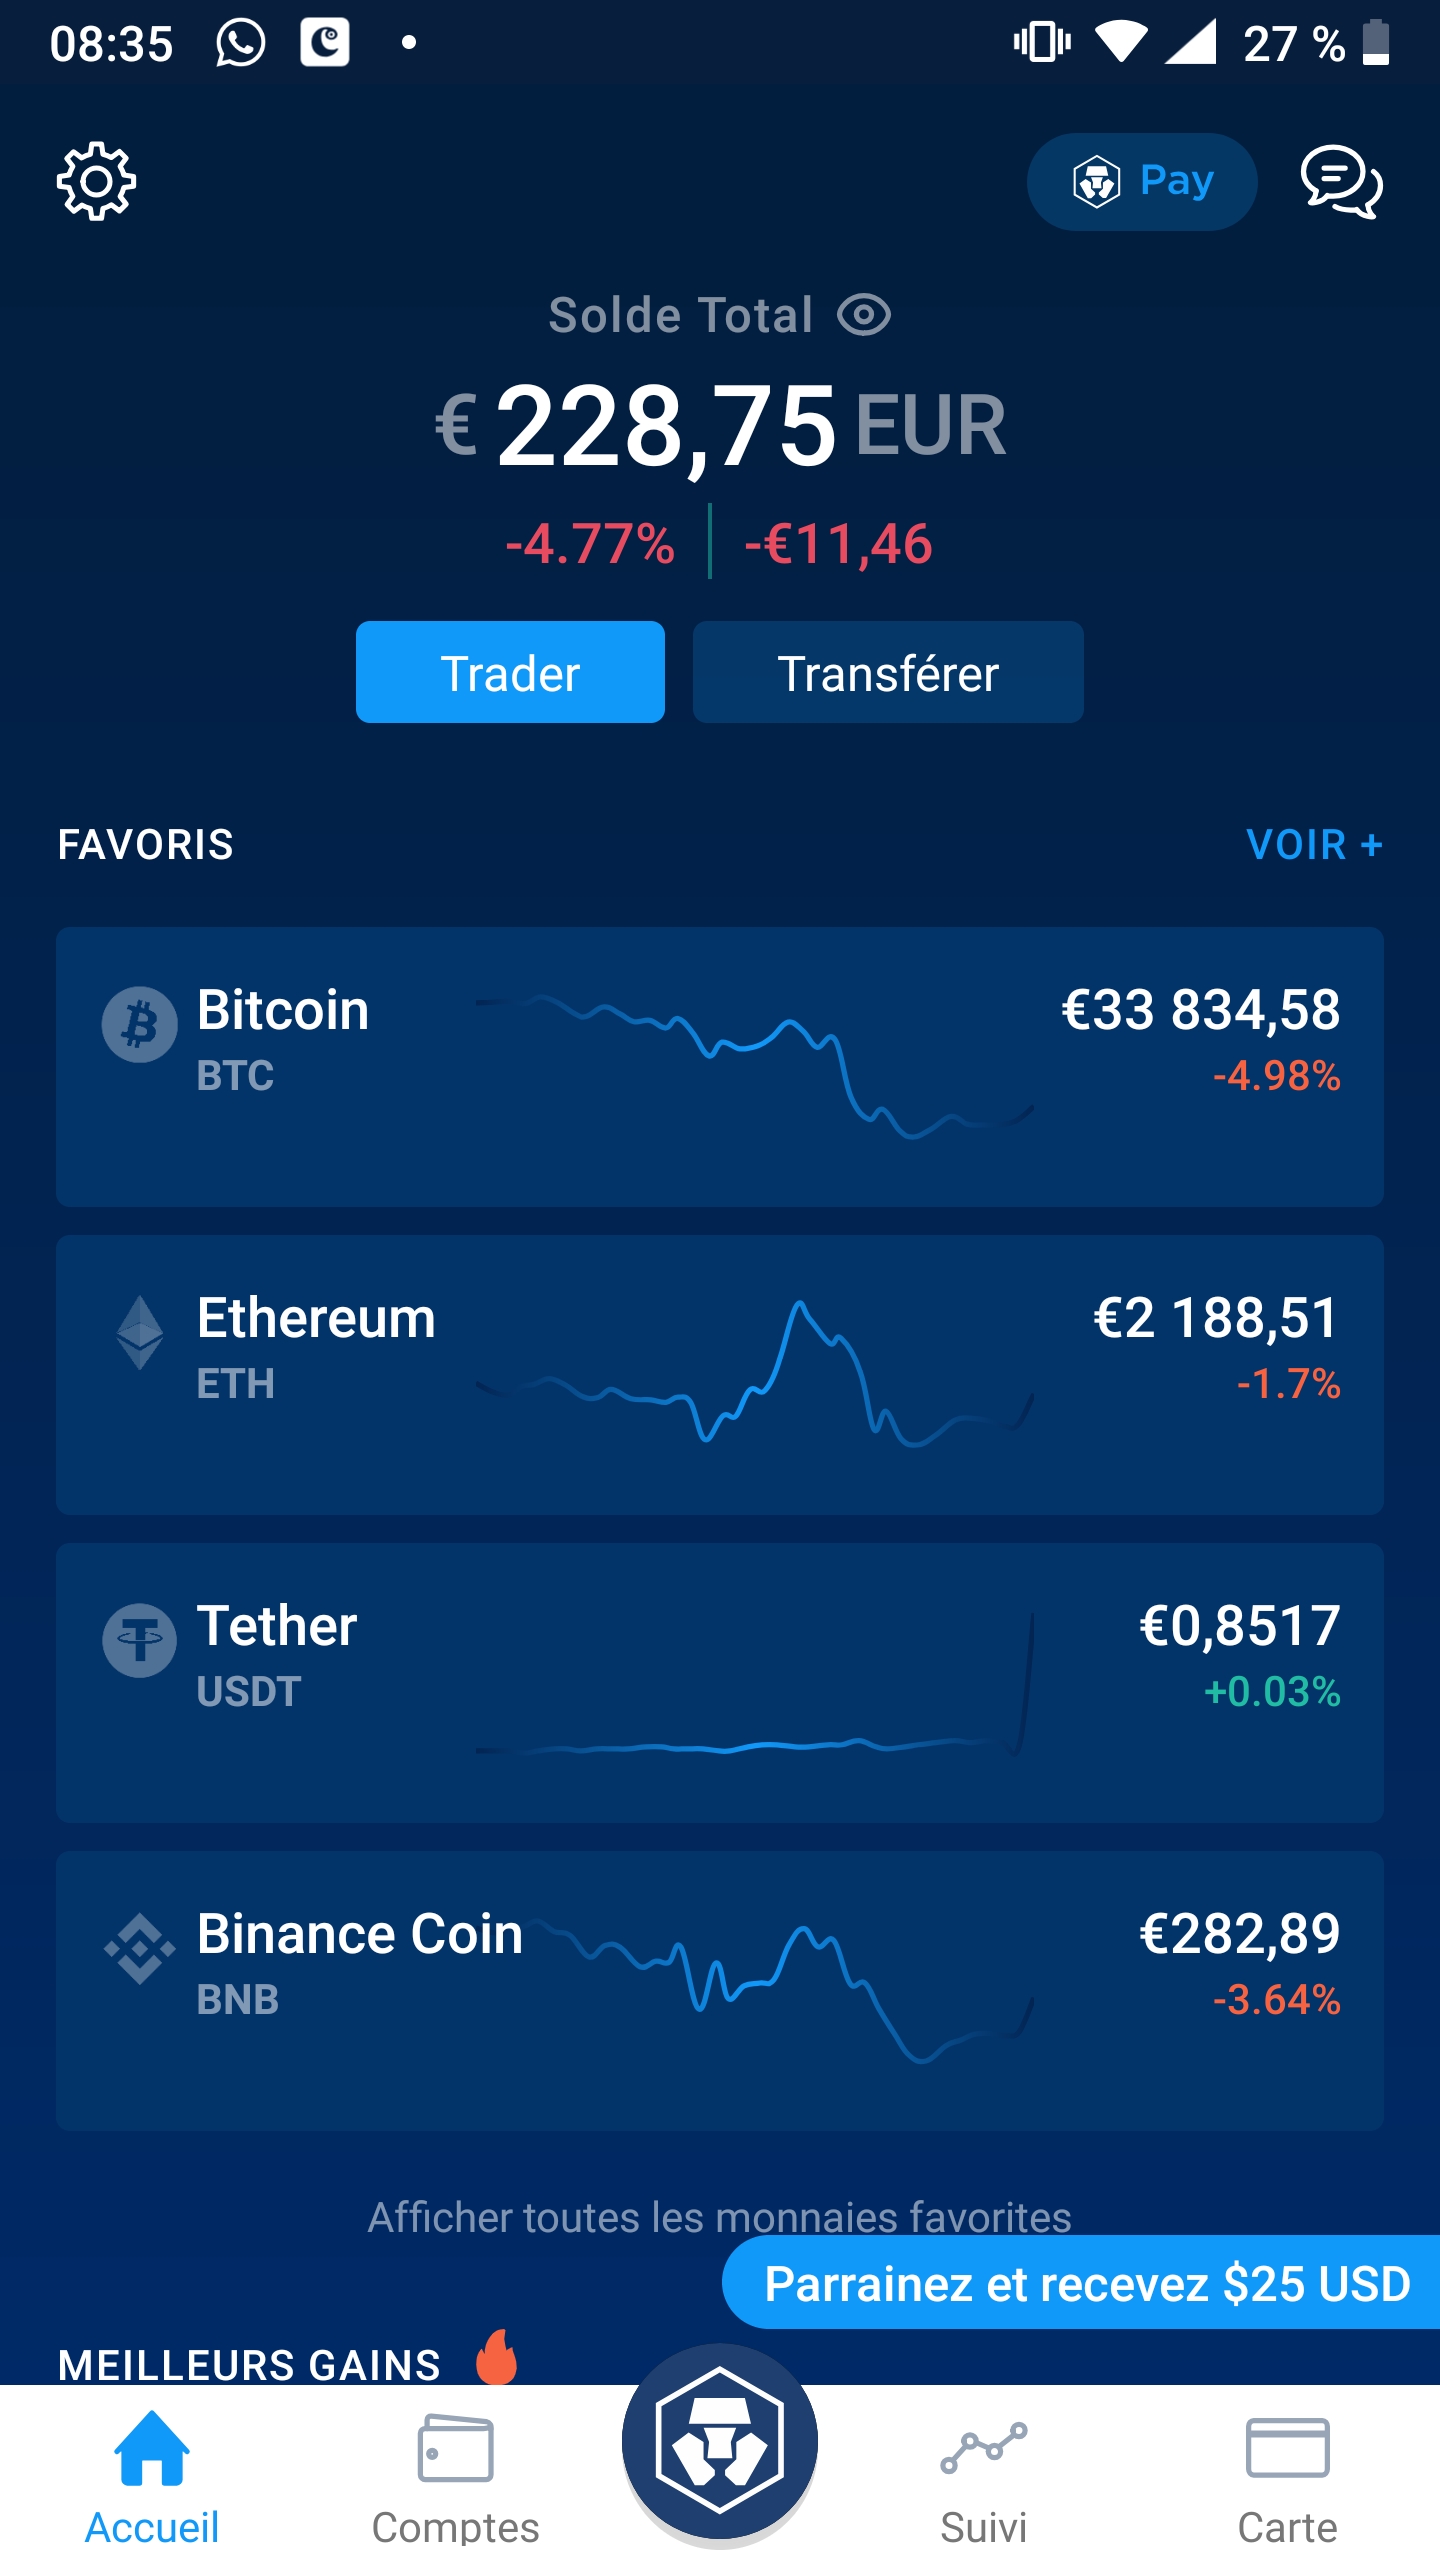 08:35
27 %
Pay
Solde Total
€ 228,75 EUR
-4.77% -€11,46
Trader Transférer
FAVORIS VOIR +
Bitcoin €33 834,58
BTC -4.98%
Ethereum €2 188,51
ETH -1.7%
Tether €0,8517
USDT +0.03%
Binance Coin €282,89
BNB -3.64%
Afficher toutes les monnaies favorites
Parrainez et recevez $25 USD
MEILLEURS GAINS
Accueil Comptes Suivi Carte